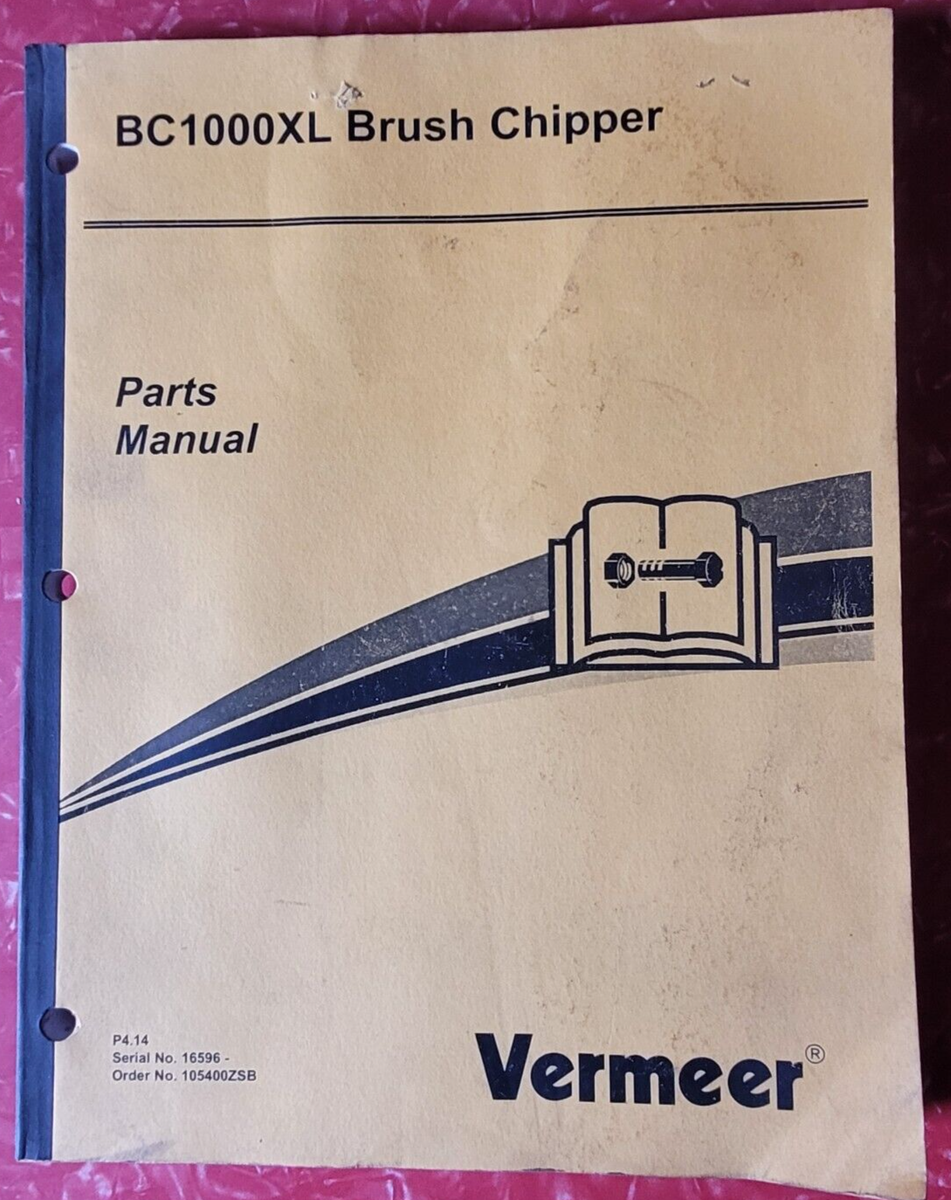 BC1000XL Brush Chipper
Parts
Manual
P4.14
Serial No. 16596 -
Order No. 105400ZSB
Vermeer®